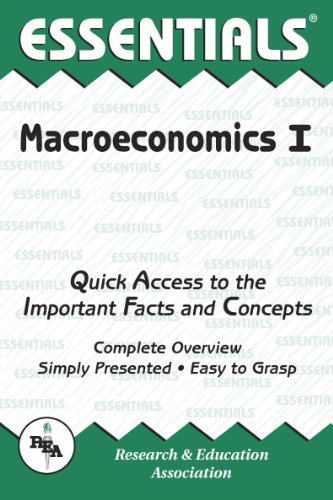 ESSENTIALS®
Macroeconomics I
Quick Access to the
Important Facts and Concepts
Complete Overview
Simply Presented • Easy to Grasp
REA
Research & Education
Association